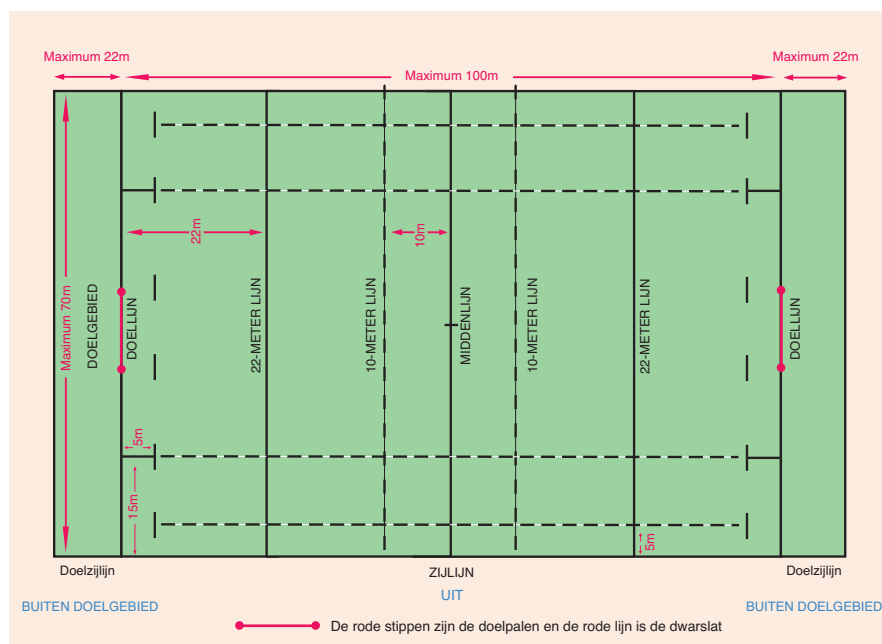 Maximum 22m
Maximum 100m
Maximum 22m
Maximum 70m
DOELGEBIED
DOELLIJN
22m
22-METER LIJN
10-METER LIJN
10m
MIDDENLIJN
10-METER LIJN
22-METER LIJN
DOELLIJN
5m
15m
5m
Doelzijlijn
ZIJLIJN
Doelzijlijn
UIT
BUITEN DOELGEBIED
BUITEN DOELGEBIED
De rode stippen zijn de doelpalen en de rode lijn is de dwarslat